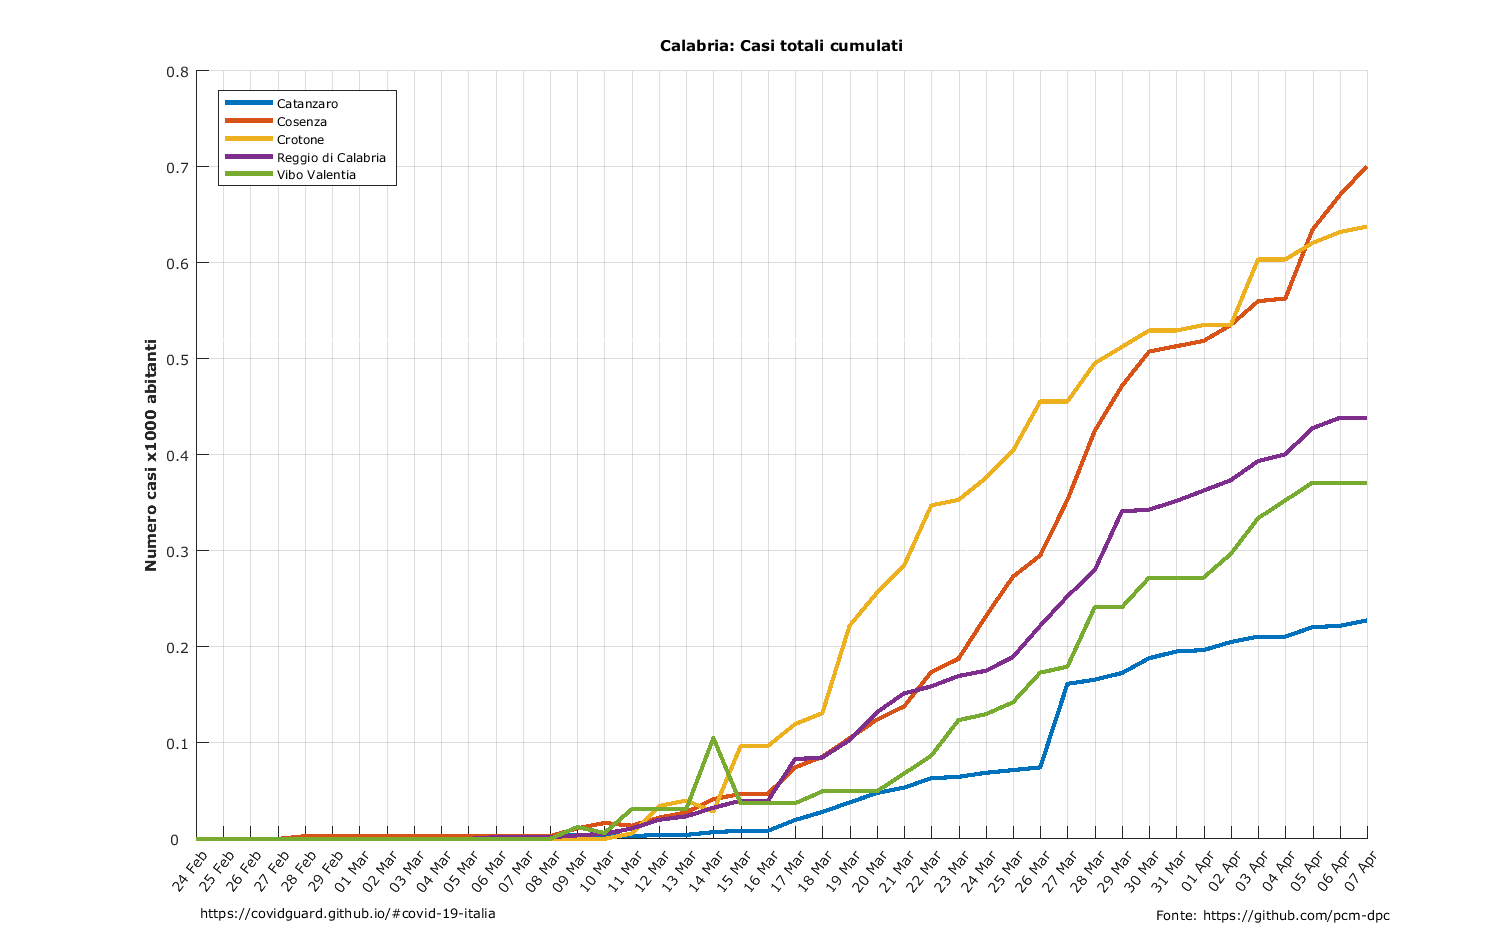 Calabria: Casi totali cumulati
0.8
0.7
0.6
0.5
0.4
0.3
0.2
0.1
0
Numero casi x1000 abitanti
Catanzaro
Cosenza
Crotone
Reggio di Calabria
Vibo Valentia
24 Feb
25 Feb
26 Feb
27 Feb
28 Feb
29 Feb
01 Mar
02 Mar
03 Mar
04 Mar
05 Mar
06 Mar
07 Mar
08 Mar
09 Mar
10 Mar
11 Mar
12 Mar
13 Mar
14 Mar
15 Mar
16 Mar
17 Mar
18 Mar
19 Mar
20 Mar
21 Mar
22 Mar
23 Mar
24 Mar
25 Mar
26 Mar
27 Mar
28 Mar
29 Mar
30 Mar
31 Mar
01 Apr
02 Apr
03 Apr
04 Apr
05 Apr
06 Apr
07 Apr
https://covidguard.github.io/#covid-19-italia
Fonte: https://github.com/pcm-dpc